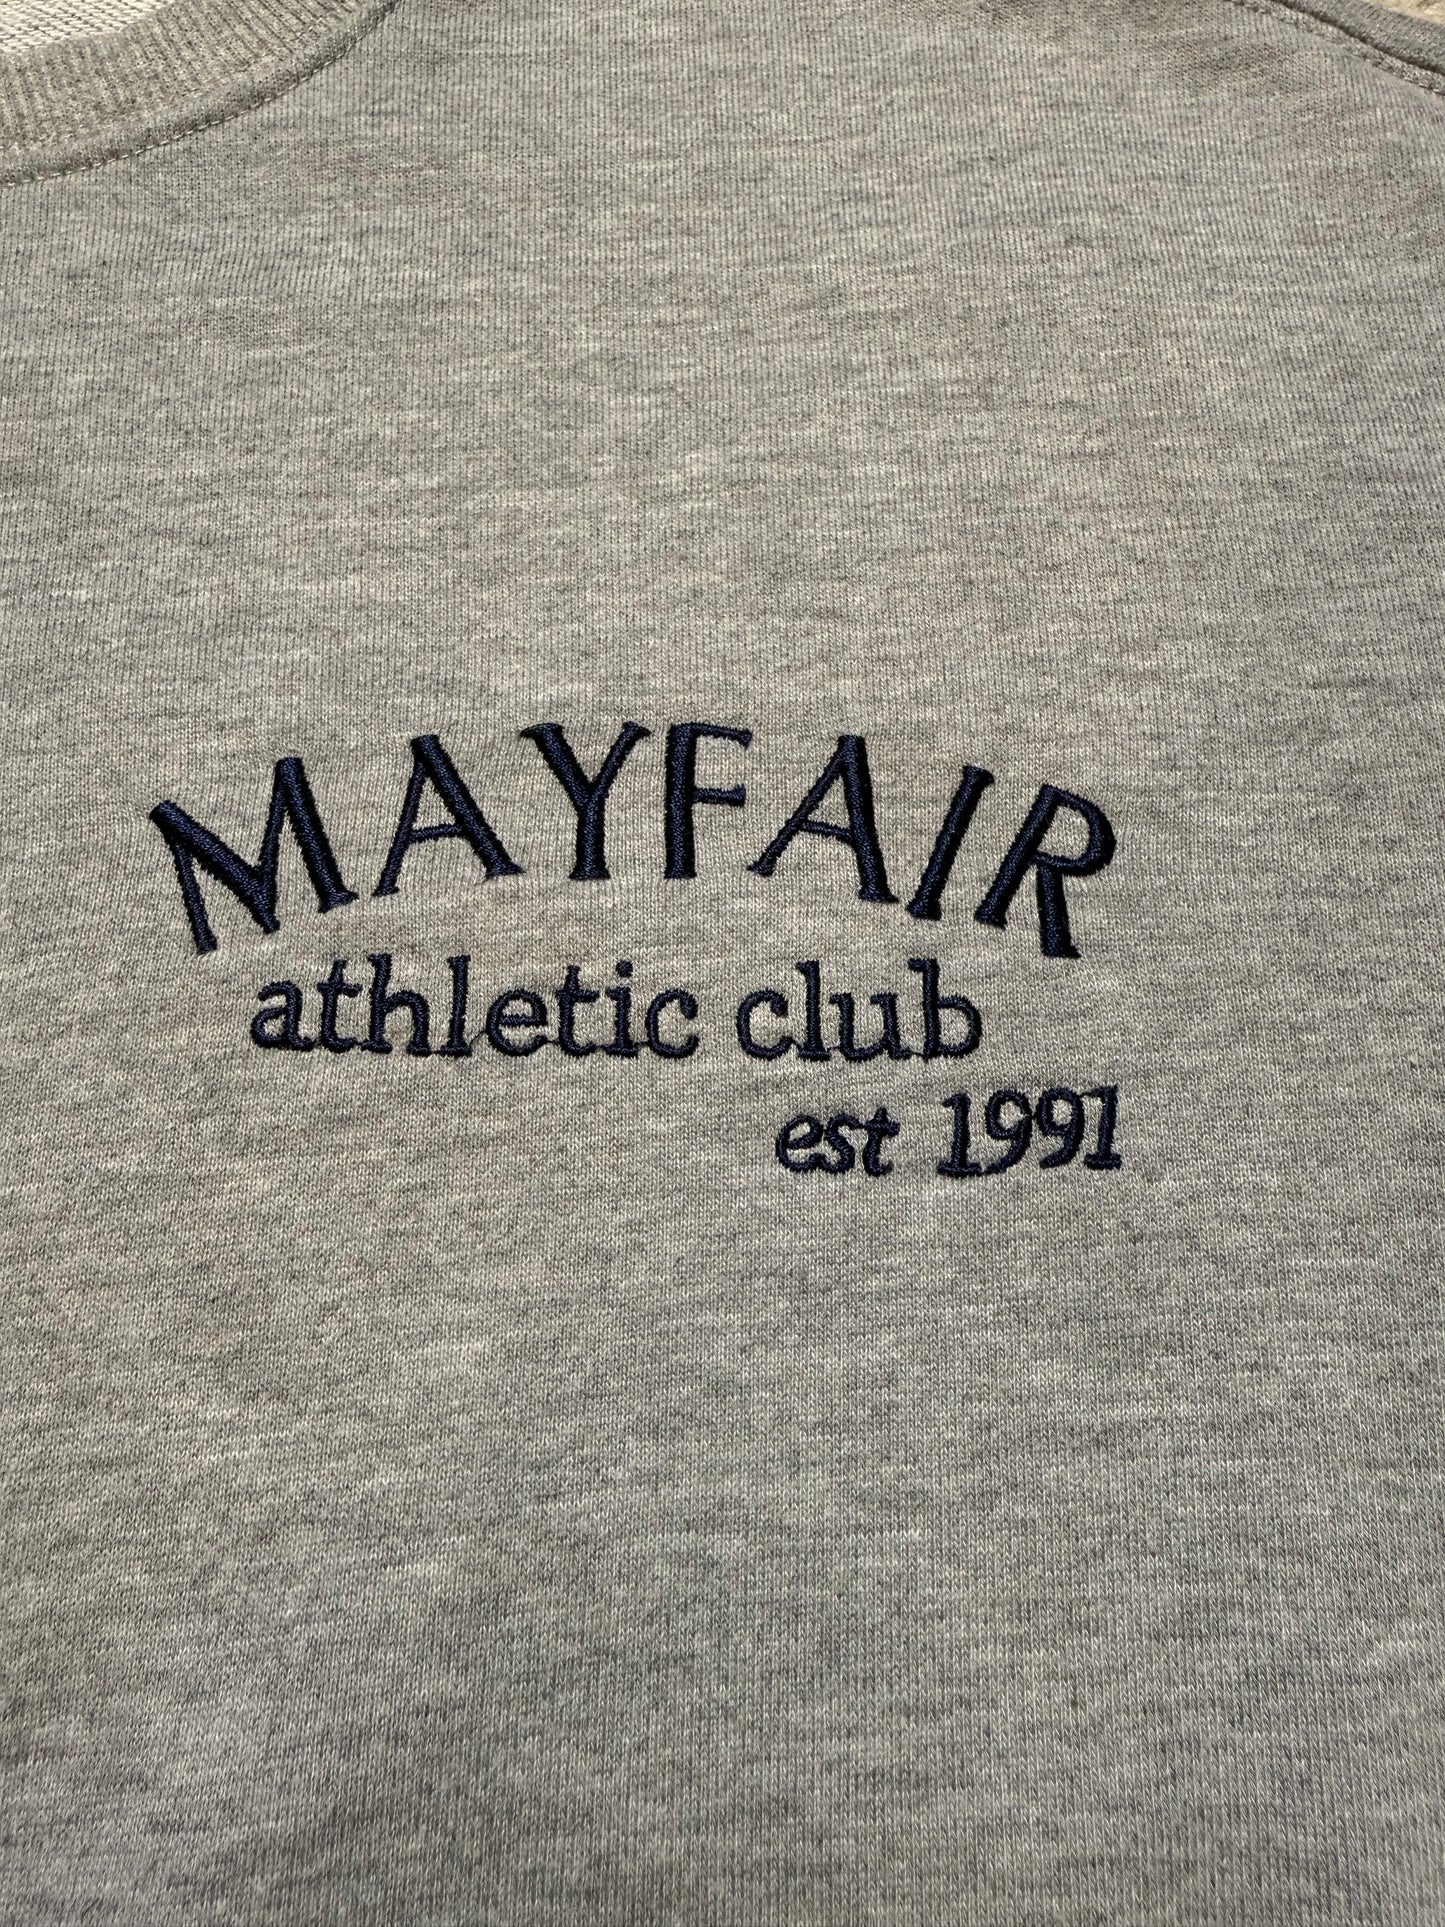 MAYFAIR
athletic club
est 1991